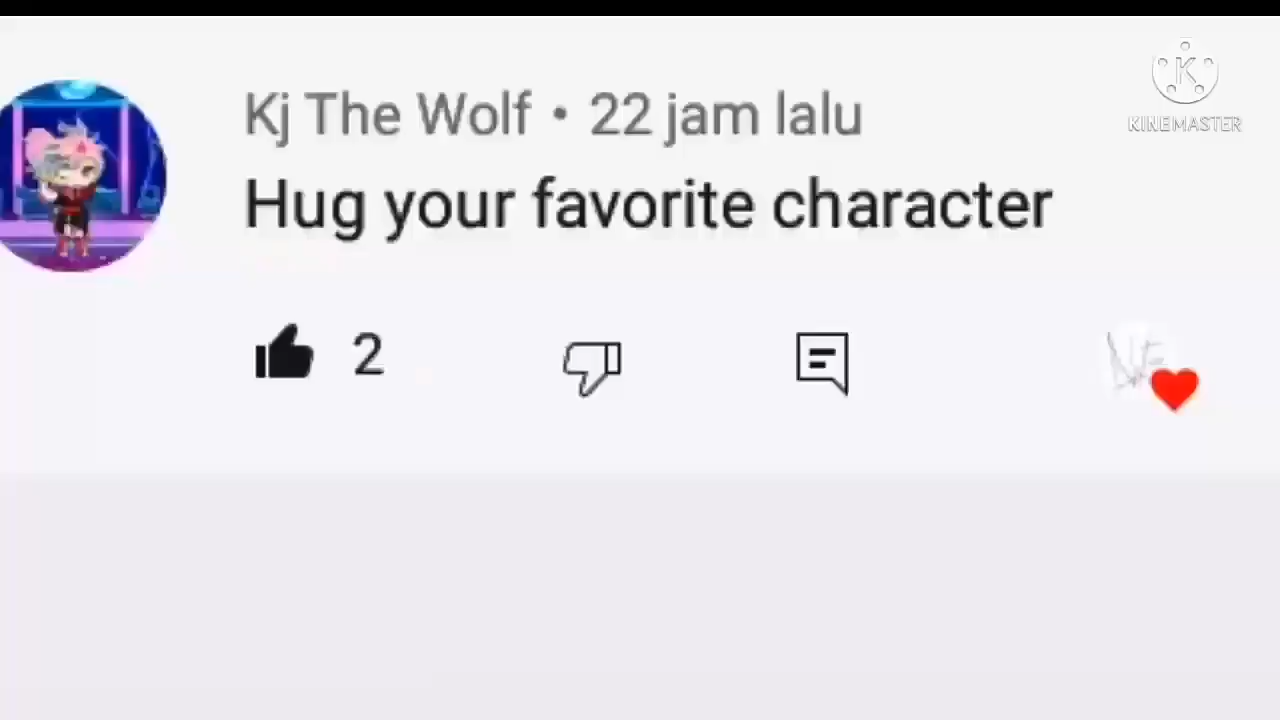 Kj The Wolf • 22 jam lalu
KINEMASTER
Hug your favorite character
2